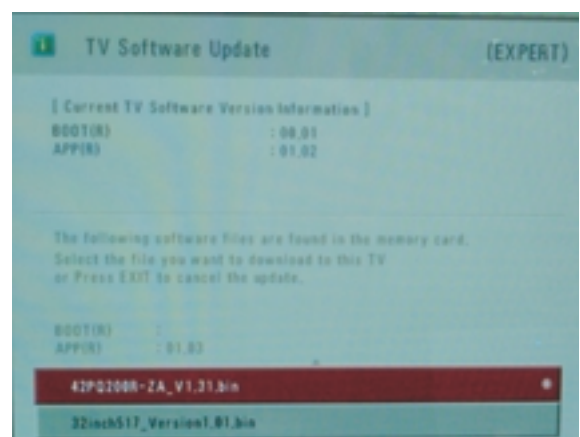 TV Software Update
(EXPERT)
[ Current TV Software Version Information ]
BOOT(R) : 00.01
APP(R) : 01.02
The following software files are found in the memory card.
Select the file you want to download to this TV
or Press EXIT to cancel the update.
BOOT(R) :
APP(R) : 01.03
42PQ200R-ZA_V1.31.bin
32inch517_Version1.01.bin